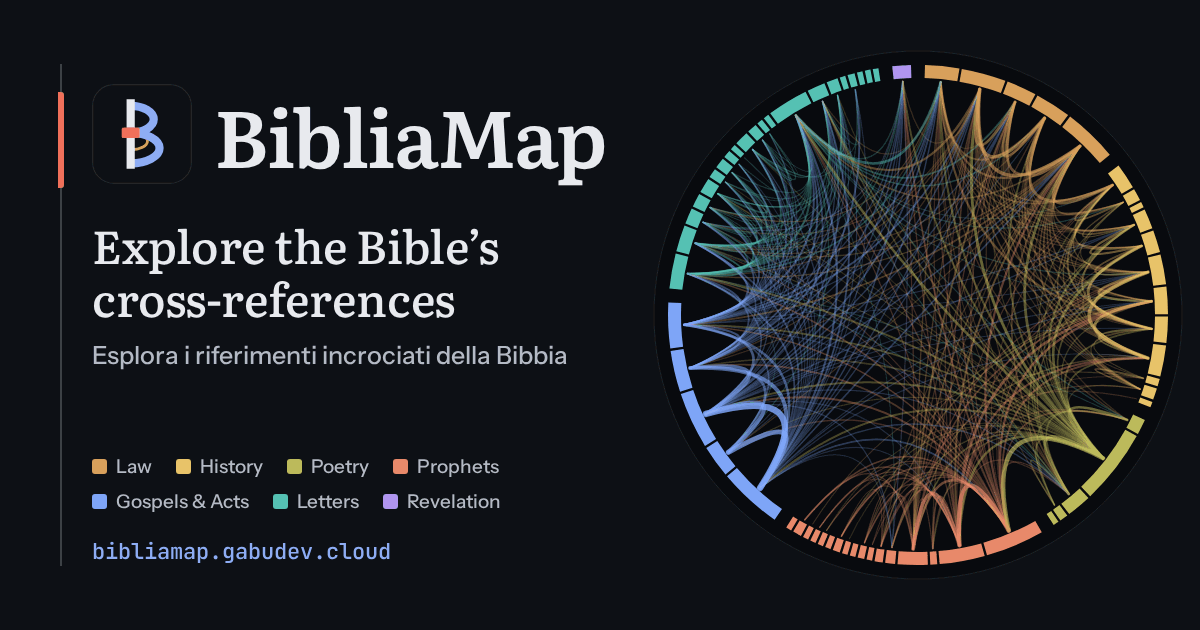 BibliaMap
Explore the Bible’s
cross-references
Esplora i riferimenti incrociati della Bibbia
Law History Poetry Prophets
Gospels & Acts Letters Revelation
bibliamap.gabudev.cloud